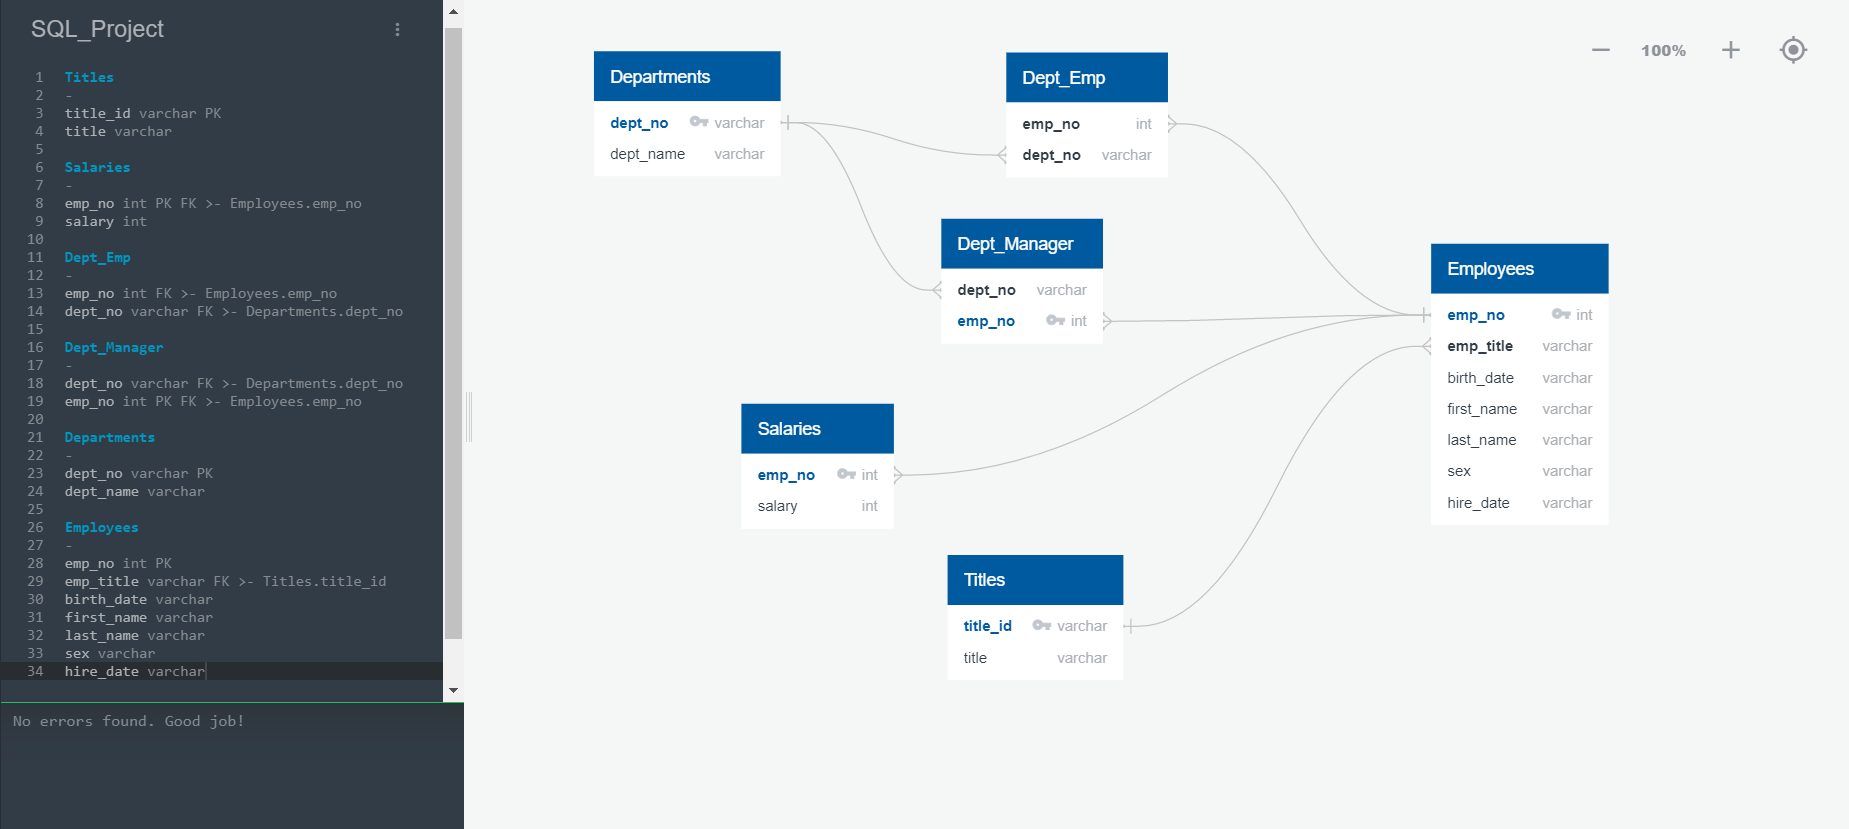 SQL_Project
1 Titles
2 -
3 title_id varchar PK
4 title varchar
5
6 Salaries
7 -
8 emp_no int PK FK >- Employees.emp_no
9 salary int
10
11 Dept_Emp
12 -
13 emp_no int FK >- Employees.emp_no
14 dept_no varchar FK >- Departments.dept_no
15
16 Dept_Manager
17 -
18 dept_no varchar FK >- Departments.dept_no
19 emp_no int PK FK >- Employees.emp_no
20
21 Departments
22 -
23 dept_no varchar PK
24 dept_name varchar
25
26 Employees
27 -
28 emp_no int PK
29 emp_title varchar FK >- Titles.title_id
30 birth_date varchar
31 first_name varchar
32 last_name varchar
33 sex varchar
34 hire_date varchar
No errors found. Good job!
100%
Departments
dept_no varchar
dept_name varchar
Dept_Emp
emp_no int
dept_no varchar
Dept_Manager
dept_no varchar
emp_no int
Employees
emp_no int
emp_title varchar
birth_date varchar
first_name varchar
last_name varchar
sex varchar
hire_date varchar
Salaries
emp_no int
salary int
Titles
title_id varchar
title varchar